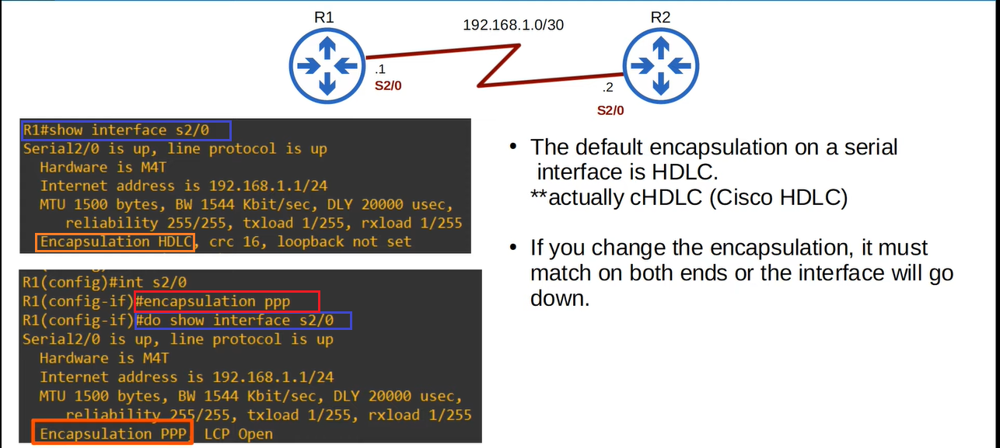 R1
R2
192.168.1.0/30
.1
S2/0
.2
S2/0
R1#show interface s2/0
Serial2/0 is up, line protocol is up
Hardware is M4T
Internet address is 192.168.1.1/24
MTU 1500 bytes, BW 1544 Kbit/sec, DLY 20000 usec,
reliability 255/255, txload 1/255, rxload 1/255
Encapsulation HDLC, crc 16, loopback not set
R1(config)#int s2/0
R1(config-if)#encapsulation ppp
R1(config-if)#do show interface s2/0
Serial2/0 is up, line protocol is up
Hardware is M4T
Internet address is 192.168.1.1/24
MTU 1500 bytes, BW 1544 Kbit/sec, DLY 20000 usec,
reliability 255/255, txload 1/255, rxload 1/255
Encapsulation PPP, LCP Open
• The default encapsulation on a serial
interface is HDLC.
**actually cHDLC (Cisco HDLC)
• If you change the encapsulation, it must
match on both ends or the interface will go
down.